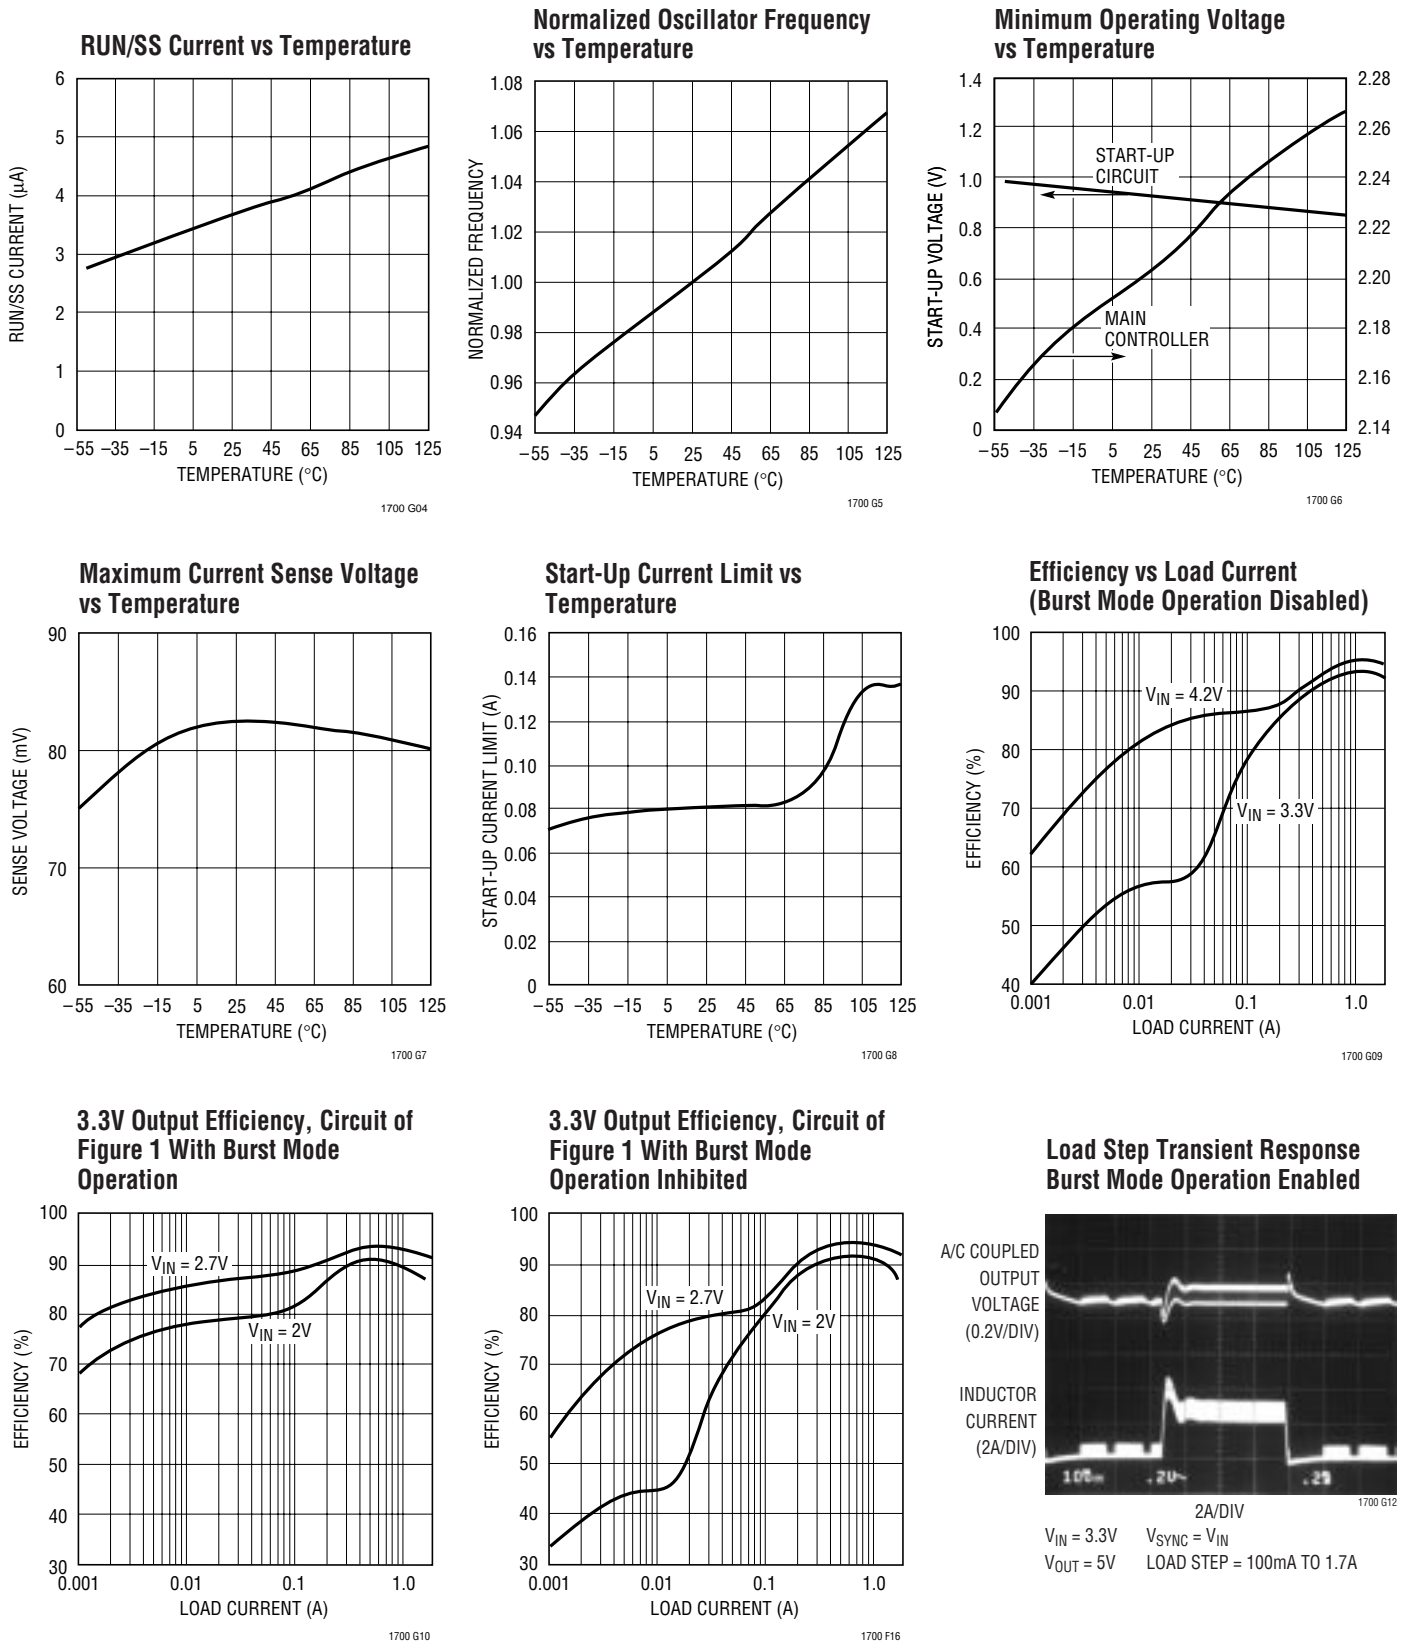 RUN/SS Current vs Temperature
6
5
4
3
2
1
0
RUN/SS CURRENT (µA)
–55 –35 –15 5 25 45 65 85 105 125
TEMPERATURE (°C)
1700 G04
Normalized Oscillator Frequency
vs Temperature
1.08
1.06
1.04
1.02
1.00
0.98
0.96
0.94
NORMALIZED FREQUENCY
–55 –35 –15 5 25 45 65 85 105 125
TEMPERATURE (°C)
1700 G5
Minimum Operating Voltage
vs Temperature
1.4
1.2
1.0
0.8
0.6
0.4
0.2
0
START-UP VOLTAGE (V)
START-UP
CIRCUIT
MAIN
CONTROLLER
2.28
2.26
2.24
2.22
2.20
2.18
2.16
2.14
–55 –35 –15 5 25 45 65 85 105 125
TEMPERATURE (°C)
1700 G6
Maximum Current Sense Voltage
vs Temperature
90
80
70
60
SENSE VOLTAGE (mV)
–55 –35 –15 5 25 45 65 85 105 125
TEMPERATURE (°C)
1700 G7
Start-Up Current Limit vs
Temperature
0.16
0.14
0.12
0.10
0.08
0.06
0.04
0.02
0
START-UP CURRENT LIMIT (A)
–55 –35 –15 5 25 45 65 85 105 125
TEMPERATURE (°C)
1700 G8
Efficiency vs Load Current
(Burst Mode Operation Disabled)
100
90
80
70
60
50
40
EFFICIENCY (%)
VIN = 4.2V
VIN = 3.3V
0.001 0.01 0.1 1.0
LOAD CURRENT (A)
1700 G09
3.3V Output Efficiency, Circuit of
Figure 1 With Burst Mode
Operation
100
90
80
70
60
50
40
30
EFFICIENCY (%)
VIN = 2.7V
VIN = 2V
0.001 0.01 0.1 1.0
LOAD CURRENT (A)
1700 G10
3.3V Output Efficiency, Circuit of
Figure 1 With Burst Mode
Operation Inhibited
100
90
80
70
60
50
40
30
EFFICIENCY (%)
VIN = 2.7V
VIN = 2V
0.001 0.01 0.1 1.0
LOAD CURRENT (A)
1700 F16
Load Step Transient Response
Burst Mode Operation Enabled
A/C COUPLED
OUTPUT
VOLTAGE
(0.2V/DIV)
INDUCTOR
CURRENT
(2A/DIV)
.2V~
1700 G12
2A/DIV
VIN = 3.3V VSYNC = VIN
VOUT = 5V LOAD STEP = 100mA TO 1.7A